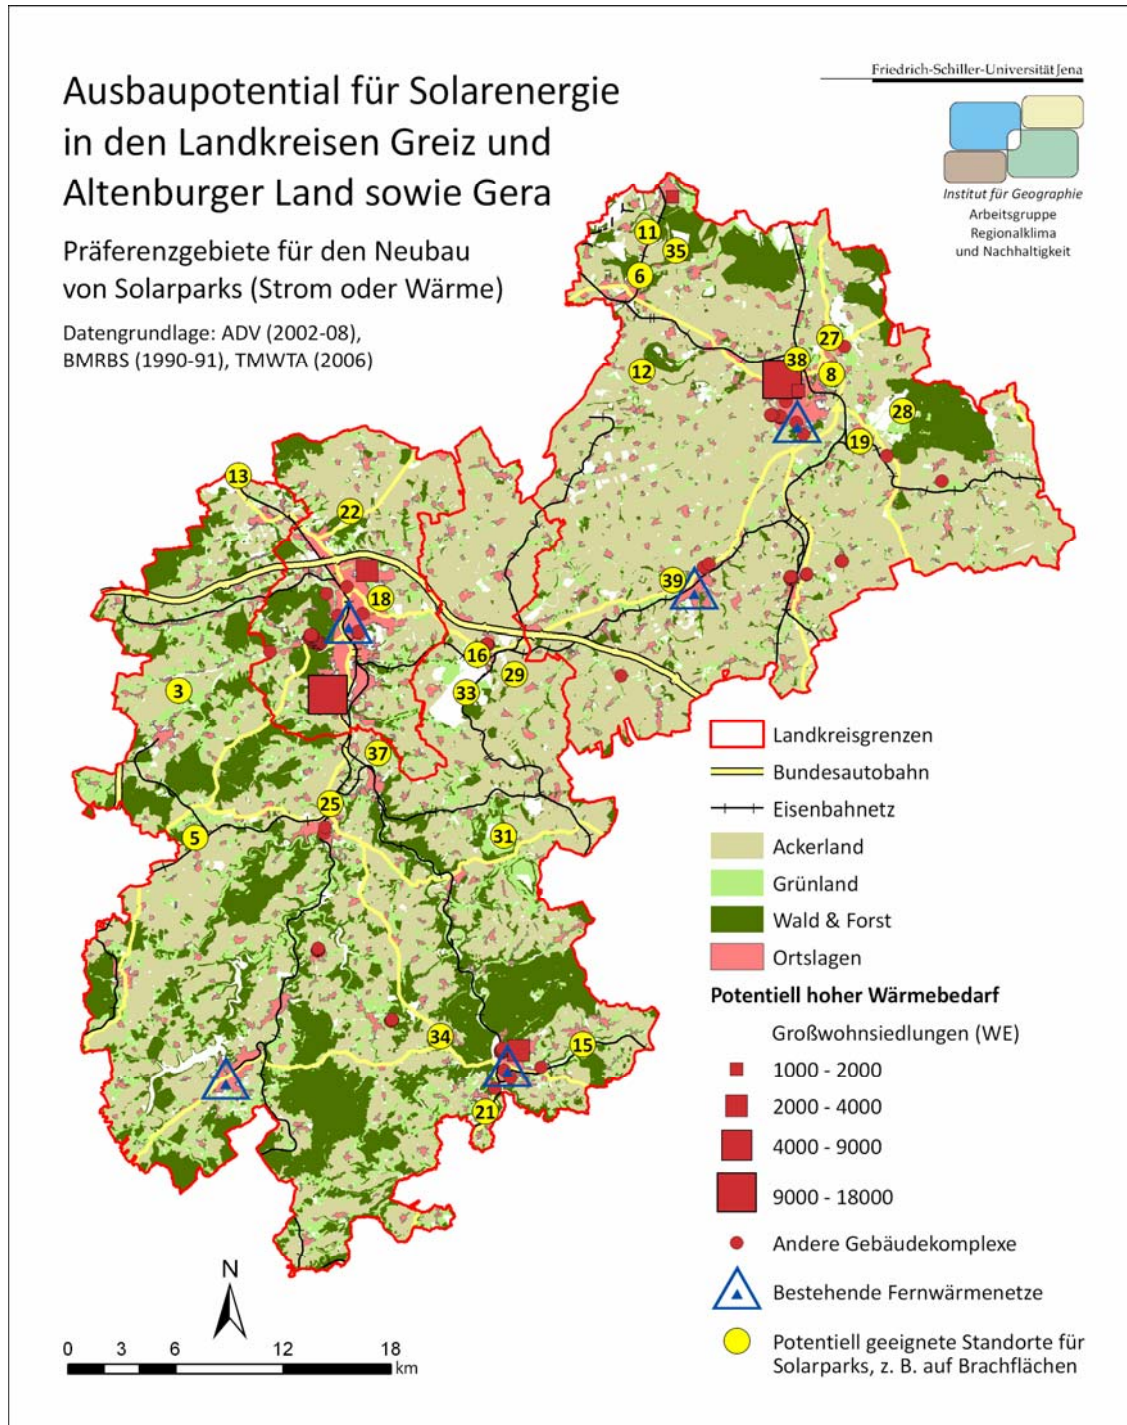 Ausbaupotential für Solarenergie
in den Landkreisen Greiz und
Altenburger Land sowie Gera
Präferenzgebiete für den Neubau
von Solarparks (Strom oder Wärme)
Datengrundlage: ADV (2002-08),
BMRBS (1990-91), TMWTA (2006)
Friedrich-Schiller-Universität Jena
Institut für Geographie
Arbeitsgruppe
Regionalklima
und Nachhaltigkeit
11
35
6
27
38
12
8
28
19
13
22
39
18
16
29
3
33
37
25
5
31
34
15
21
Landkreisgrenzen
Bundesautobahn
Eisenbahnetz
Ackerland
Grünland
Wald & Forst
Ortslagen
Potentiell hoher Wärmebedarf
Großwohnsiedlungen (WE)
1000 - 2000
2000 - 4000
4000 - 9000
9000 - 18000
Andere Gebäudekomplexe
Bestehende Fernwärmenetze
Potentiell geeignete Standorte für
Solarparks, z. B. auf Brachflächen
N
0 3 6 12 18
km